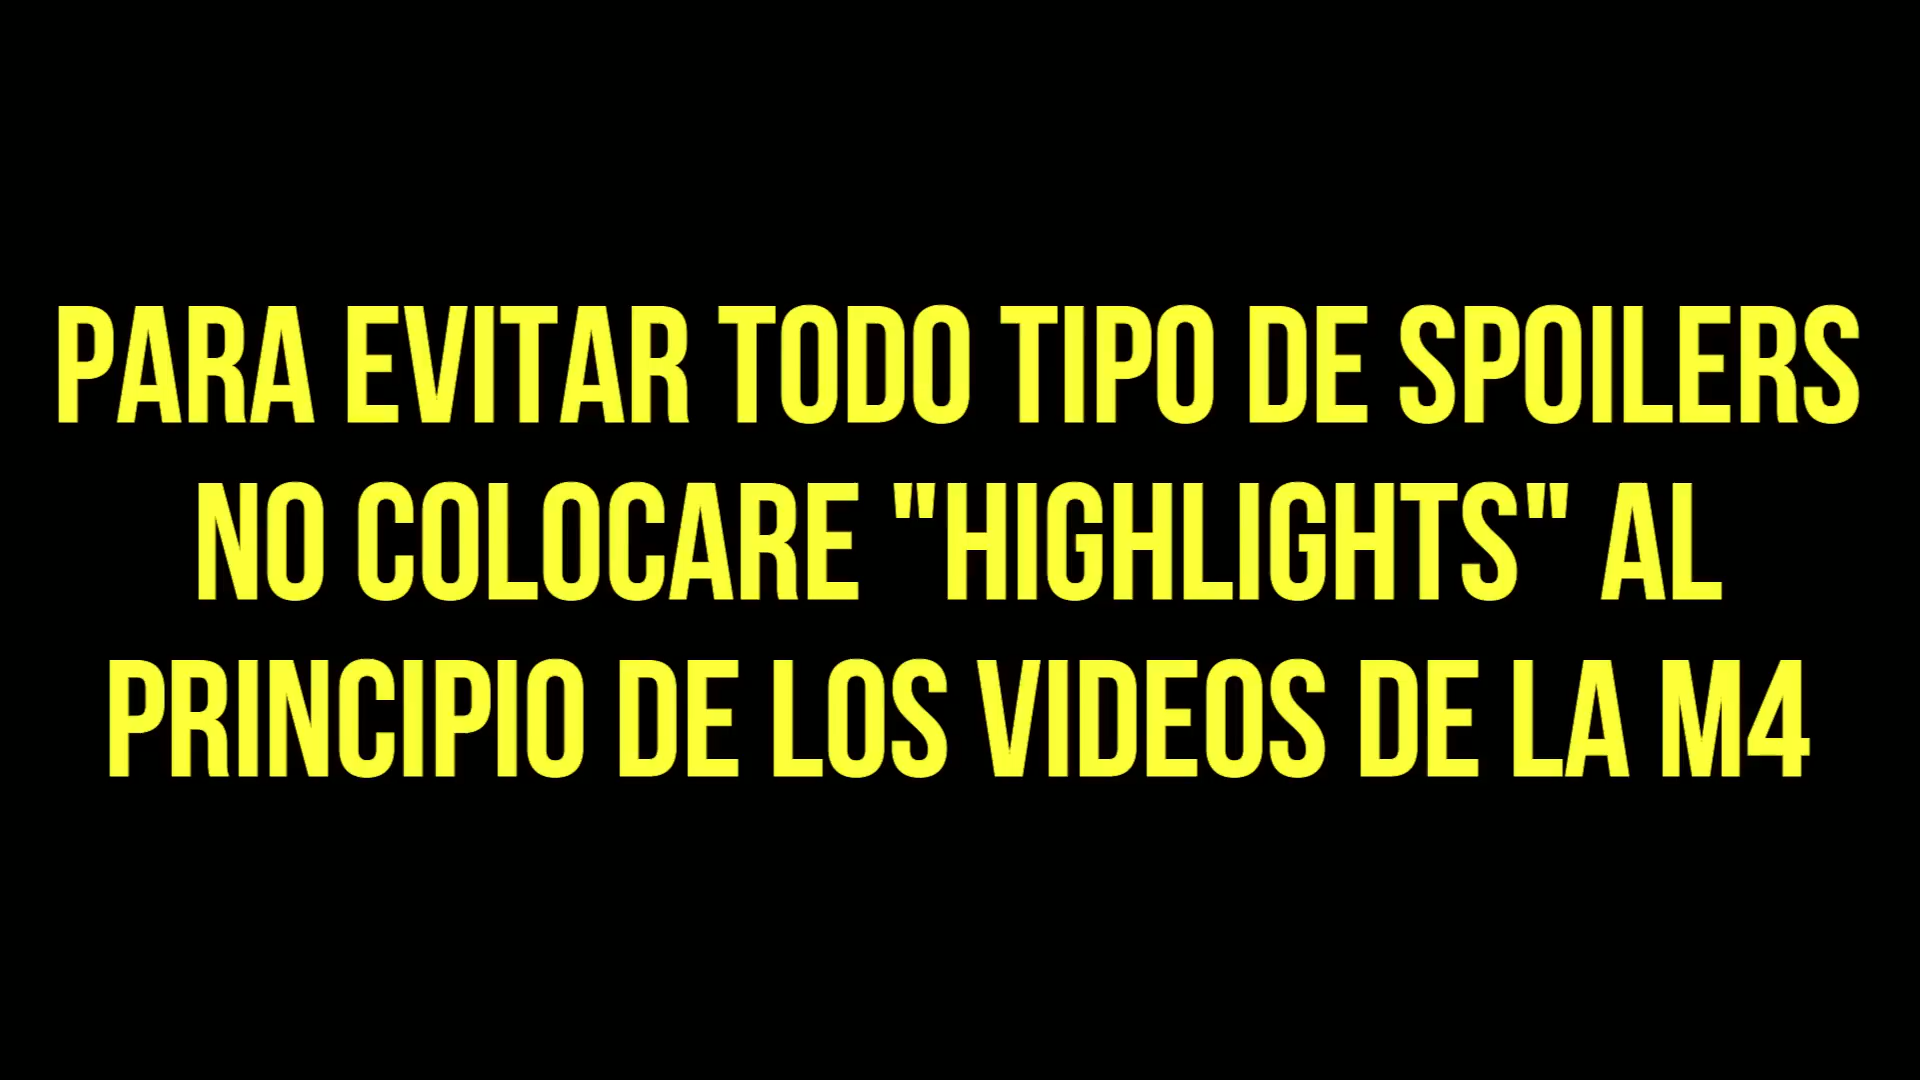 PARA EVITAR TODO TIPO DE SPOILERS
NO COLOCARE "HIGHLIGHTS" AL
PRINCIPIO DE LOS VIDEOS DE LA M4